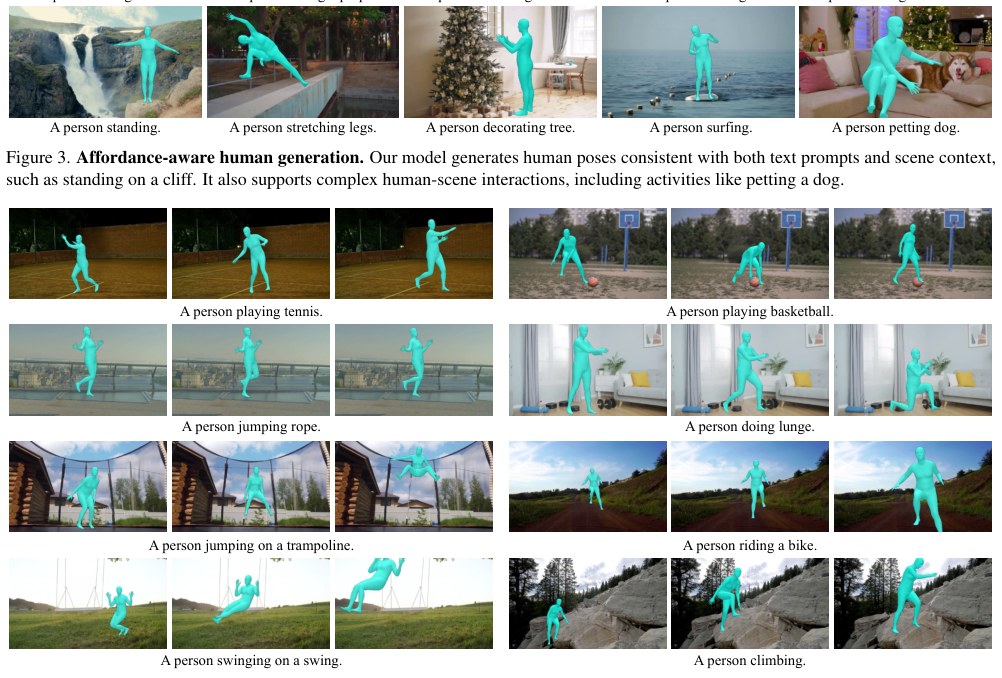 A person standing.
A person stretching legs.
A person decorating tree.
A person surfing.
A person petting dog.
Figure 3. Affordance-aware human generation. Our model generates human poses consistent with both text prompts and scene context,
such as standing on a cliff. It also supports complex human-scene interactions, including activities like petting a dog.
A person playing tennis.
A person playing basketball.
A person jumping rope.
A person doing lunge.
A person jumping on a trampoline.
A person riding a bike.
A person swinging on a swing.
A person climbing.